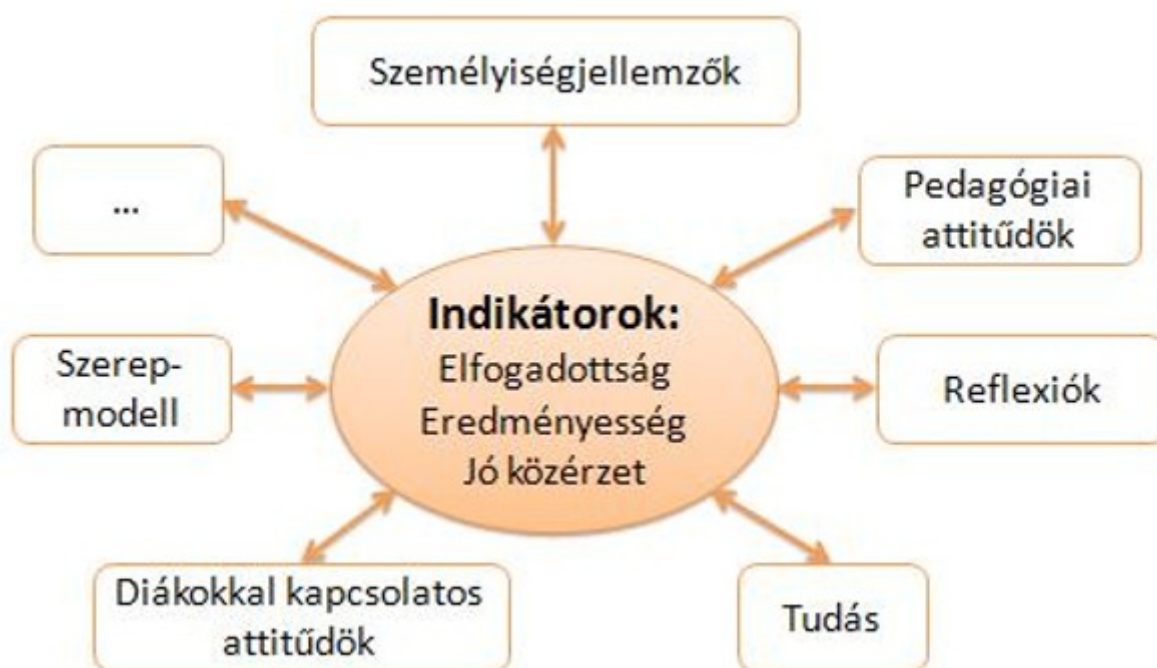 Személyiségjellemzők
...
Pedagógiai
attitűdök
Indikátorok:
Elfogadottság
Eredményesség
Jó közérzet
Szerep-
modell
Reflexiók
Diákokkal kapcsolatos
attitűdök
Tudás